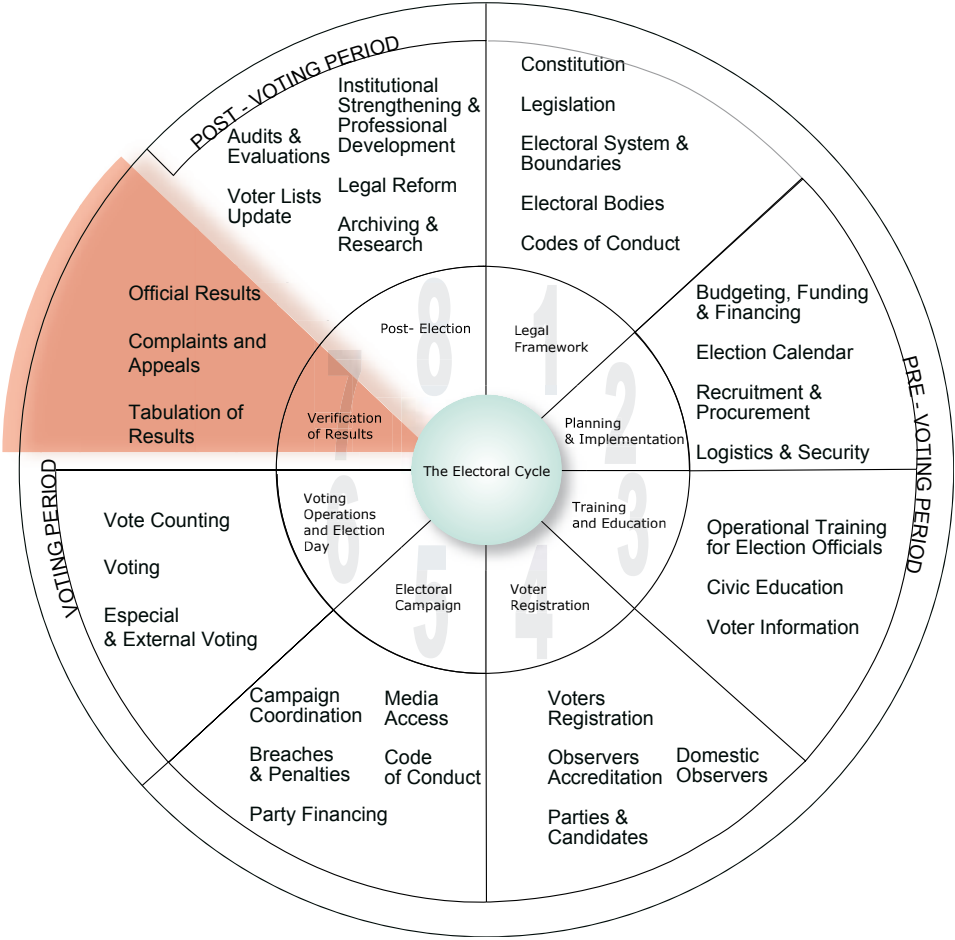 POST - VOTING PERIOD
Institutional
Strengthening &
Professional
Development
Legal Reform
Archiving &
Research
Audits &
Evaluations
Voter Lists
Update
8
Post- Election
Constitution
Legislation
Electoral System &
Boundaries
Electoral Bodies
Codes of Conduct
1
Legal
Framework
PRE - VOTING PERIOD
Budgeting, Funding
& Financing
Election Calendar
Recruitment &
Procurement
Logistics & Security
2
Planning
& Implementation
Operational Training
for Election Officials
Civic Education
Voter Information
3
Training
and Education
4
Voter
Registration
Voters
Registration
Observers
Accreditation
Domestic
Observers
Parties &
Candidates
5
Electoral
Campaign
Campaign
Coordination
Breaches
& Penalties
Party Financing
Media
Access
Code
of Conduct
VOTING PERIOD
6
Voting
Operations
and Election
Day
Vote Counting
Voting
Especial
& External Voting
7
Verification
of Results
Official Results
Complaints and
Appeals
Tabulation of
Results
The Electoral Cycle